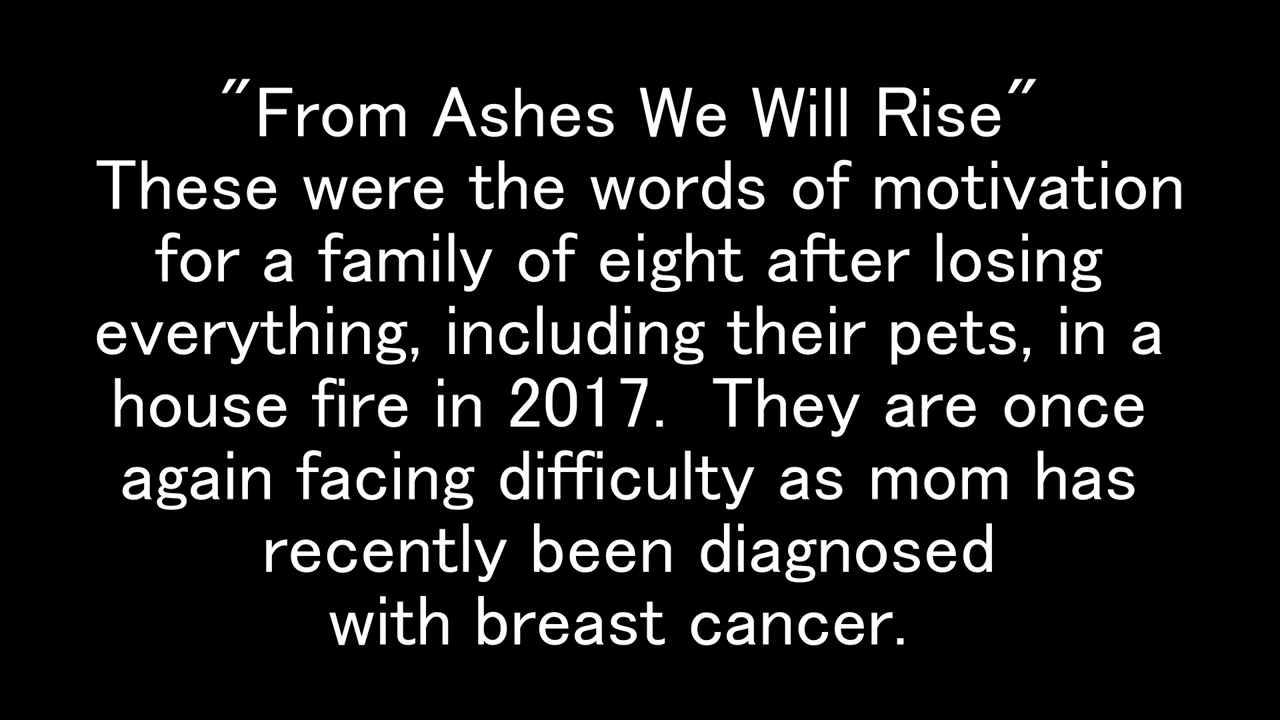 "From Ashes We Will Rise"
These were the words of motivation
for a family of eight after losing
everything, including their pets, in a
house fire in 2017.  They are once
again facing difficulty as mom has
recently been diagnosed
with breast cancer.